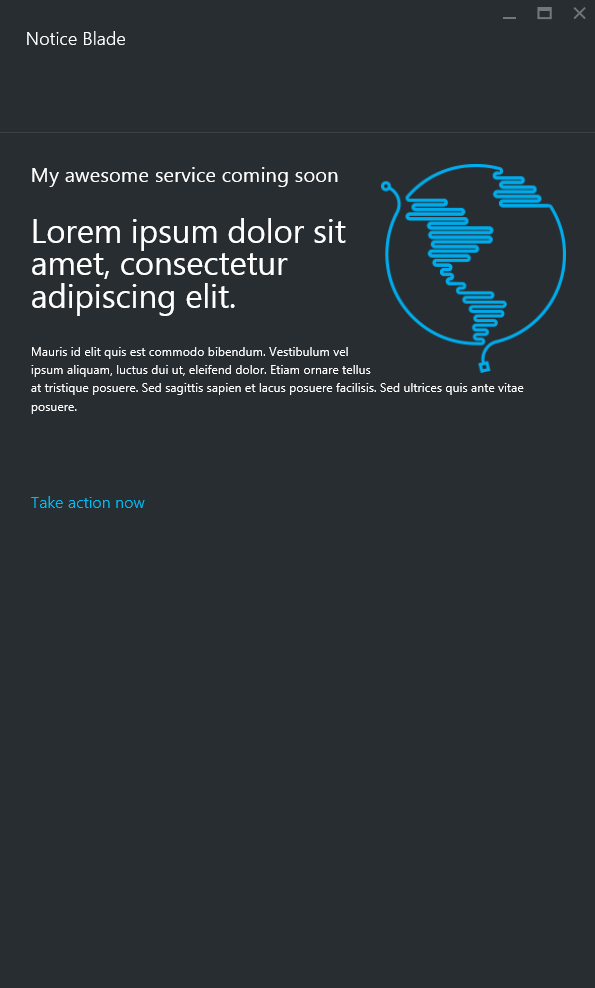 Notice Blade
My awesome service coming soon
Lorem ipsum dolor sit
amet, consectetur
adipiscing elit.
Mauris id elit quis est commodo bibendum. Vestibulum vel
ipsum aliquam, luctus dui ut, eleifend dolor. Etiam ornare tellus
at tristique posuere. Sed sagittis sapien et lacus posuere facilisis. Sed ultrices quis ante vitae
posuere.
Take action now